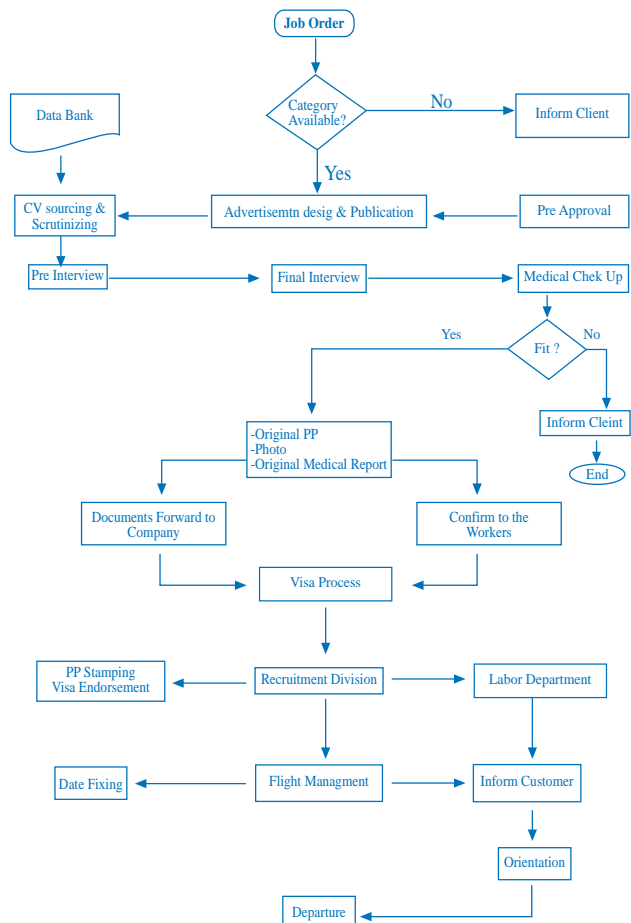 Job Order
Category
Available?
No
Inform Client
Data Bank
Yes
CV sourcing &
Scrutinizing
Advertisemtn desig & Publication
Pre Approval
Pre Interview
Final Interview
Medical Chek Up
Yes
Fit ?
No
-Original PP
-Photo
-Original Medical Report
Inform Cleint
End
Documents Forward to
Company
Confirm to the
Workers
Visa Process
PP Stamping
Visa Endorsement
Recruitment Division
Labor Department
Date Fixing
Flight Managment
Inform Customer
Orientation
Departure